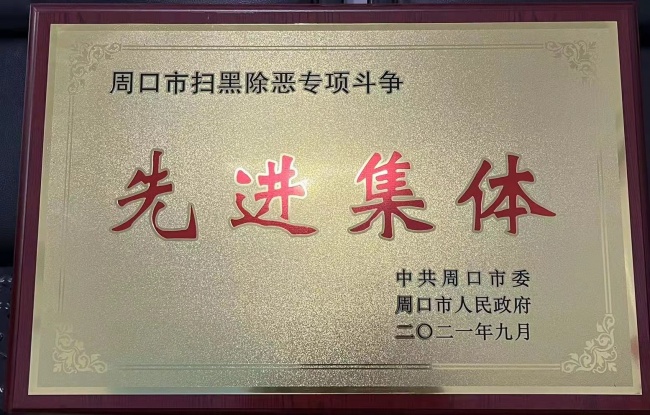 周口市扫黑除恶专项斗争
先进集体
中共周口市委
周口市人民政府
二〇二一年九月